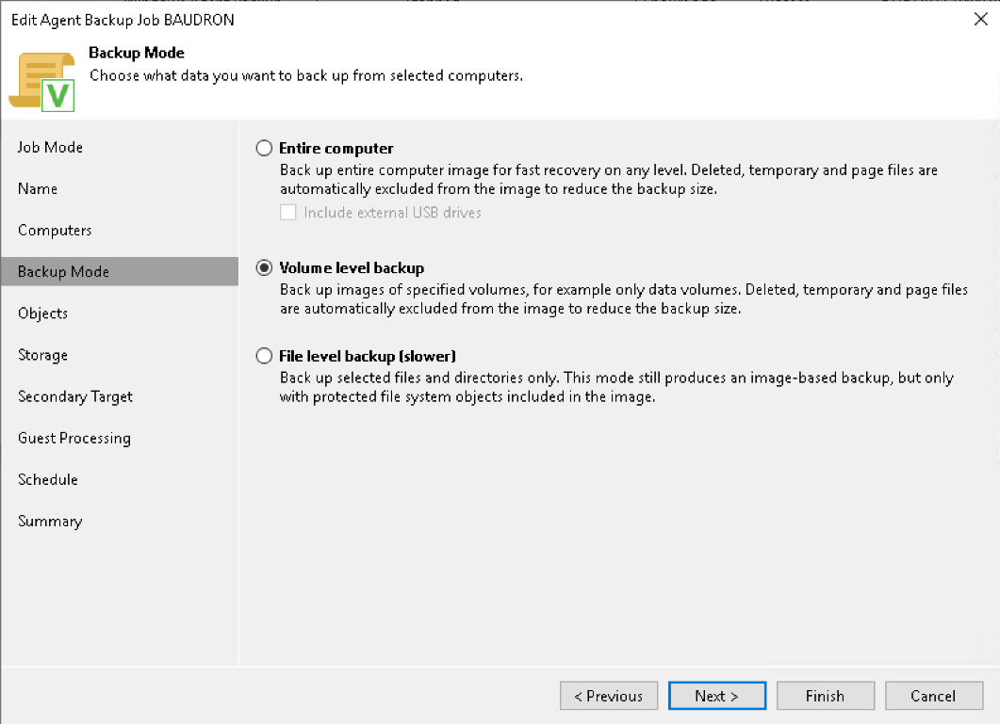 Edit Agent Backup Job BAUDRON
Backup Mode
Choose what data you want to back up from selected computers.
Job Mode
Name
Computers
Backup Mode
Objects
Storage
Secondary Target
Guest Processing
Schedule
Summary
Entire computer
Back up entire computer image for fast recovery on any level. Deleted, temporary and page files are
automatically excluded from the image to reduce the backup size.
Include external USB drives
Volume level backup
Back up images of specified volumes, for example only data volumes. Deleted, temporary and page files
are automatically excluded from the image to reduce the backup size.
File level backup (slower)
Back up selected files and directories only. This mode still produces an image-based backup, but only
with protected file system objects included in the image.
< Previous
Next >
Finish
Cancel